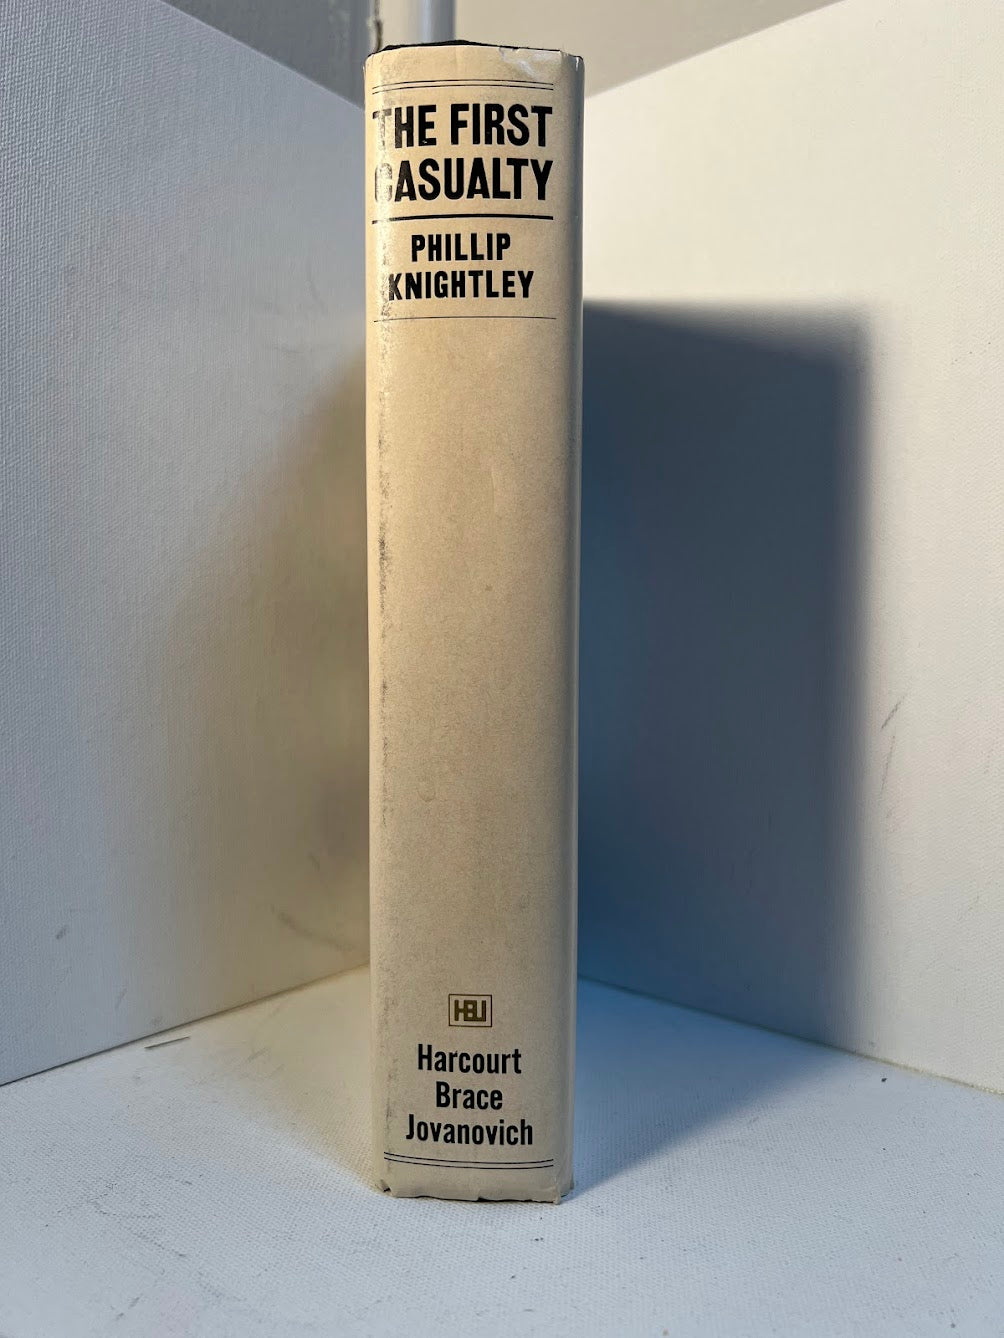 THE FIRST
CASUALTY
PHILLIP
KNIGHTLEY
HBJ
Harcourt
Brace
Jovanovich